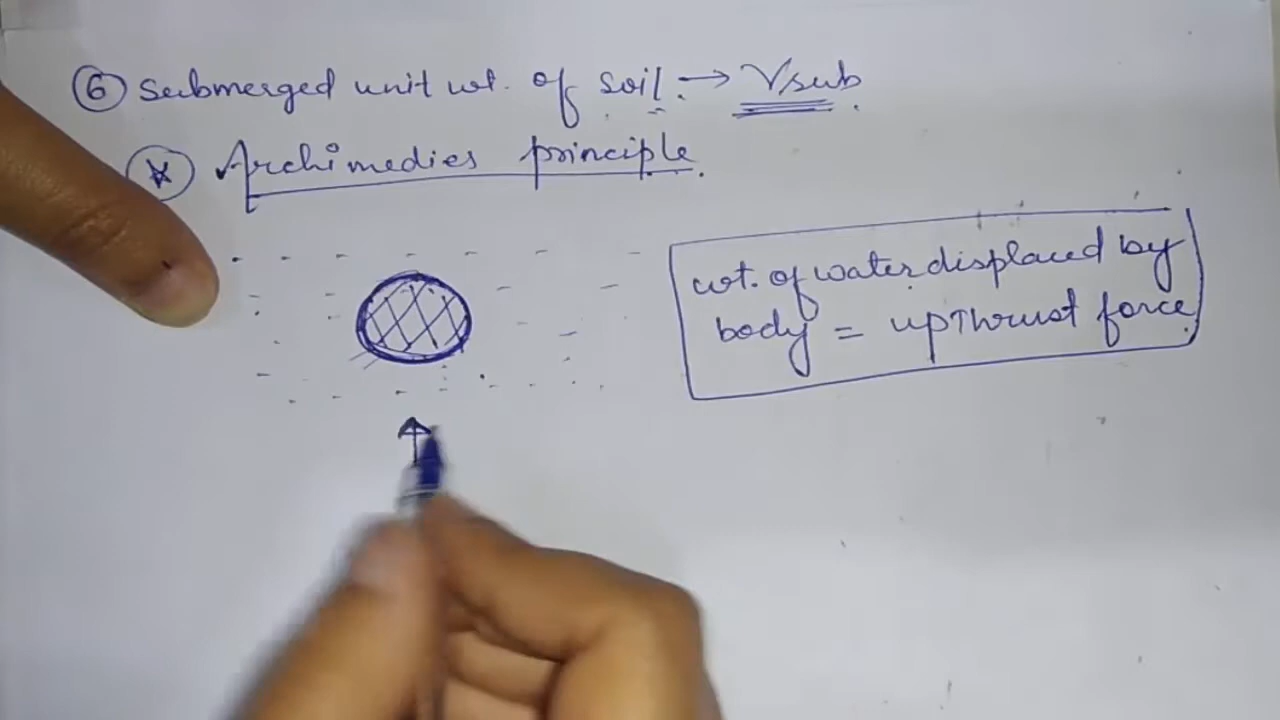 ⑥ Submerged unit wt. of soil. → γsub.
Archimedies principle.
wt. of water displaced by
body = upthrust force